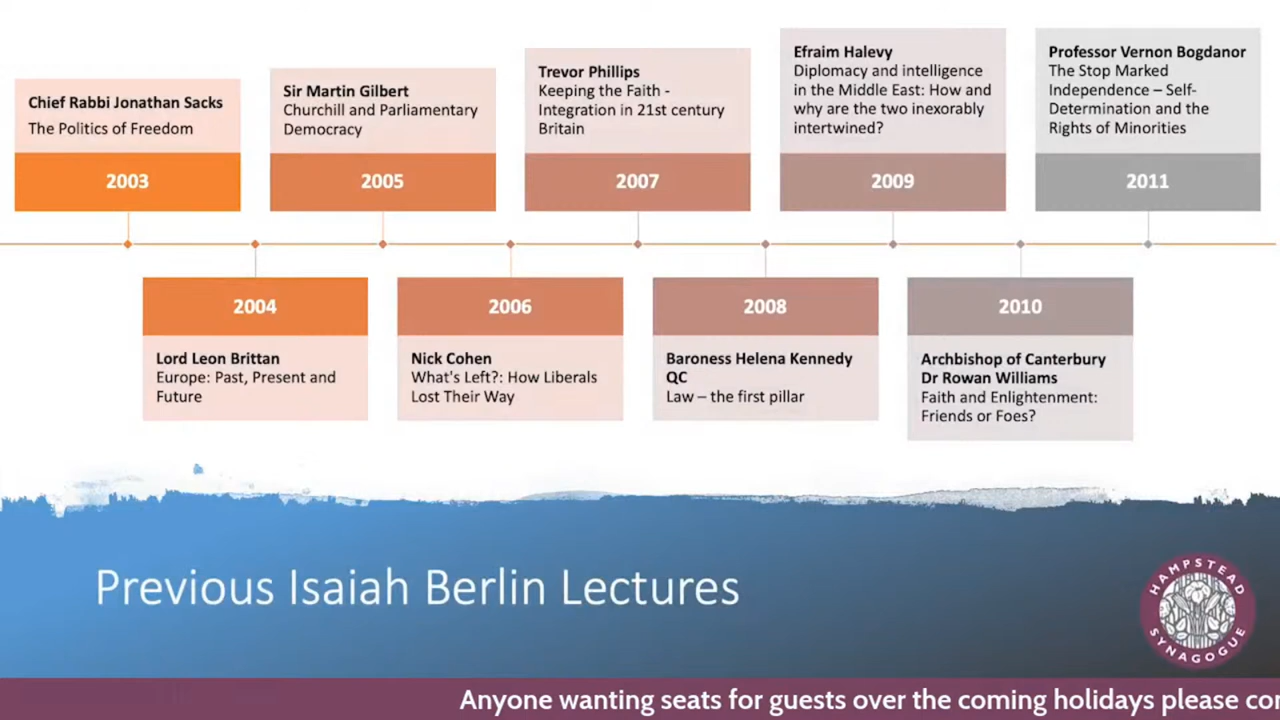 Chief Rabbi Jonathan Sacks
The Politics of Freedom
2003
Sir Martin Gilbert
Churchill and Parliamentary
Democracy
2005
Trevor Phillips
Keeping the Faith -
Integration in 21st century
Britain
2007
Efraim Halevy
Diplomacy and intelligence
in the Middle East: How and
why are the two inexorably
intertwined?
2009
Professor Vernon Bogdanor
The Stop Marked
Independence – Self-
Determination and the
Rights of Minorities
2011
2004
Lord Leon Brittan
Europe: Past, Present and
Future
2006
Nick Cohen
What's Left?: How Liberals
Lost Their Way
2008
Baroness Helena Kennedy
QC
Law – the first pillar
2010
Archbishop of Canterbury
Dr Rowan Williams
Faith and Enlightenment:
Friends or Foes?
Previous Isaiah Berlin Lectures
HAMPSTEAD
SYNAGOGUE
Anyone wanting seats for guests over the coming holidays please